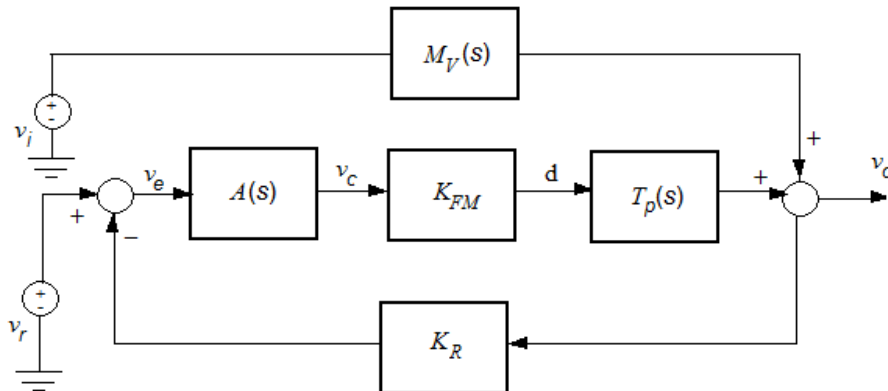 M_V(s)
+
-
v_i
+
v_o
v_e
A(s)
v_c
K_FM
d
T_p(s)
+
+
−
+
-
v_r
K_R